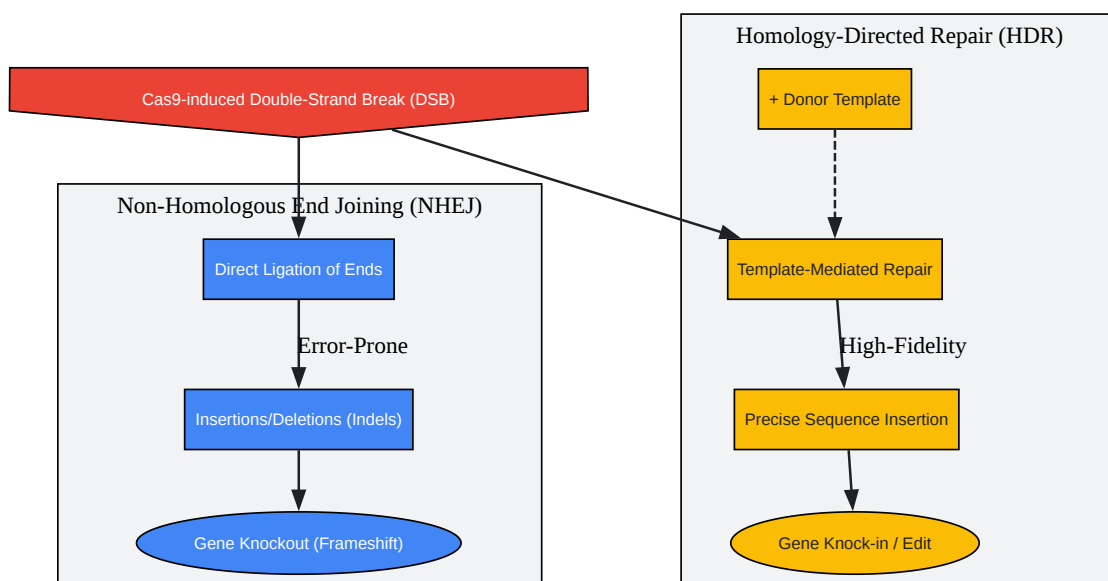 Homology-Directed Repair (HDR)
Cas9-induced Double-Strand Break (DSB)
+ Donor Template
Non-Homologous End Joining (NHEJ)
Direct Ligation of Ends
Template-Mediated Repair
Error-Prone
High-Fidelity
Insertions/Deletions (Indels)
Precise Sequence Insertion
Gene Knockout (Frameshift)
Gene Knock-in / Edit